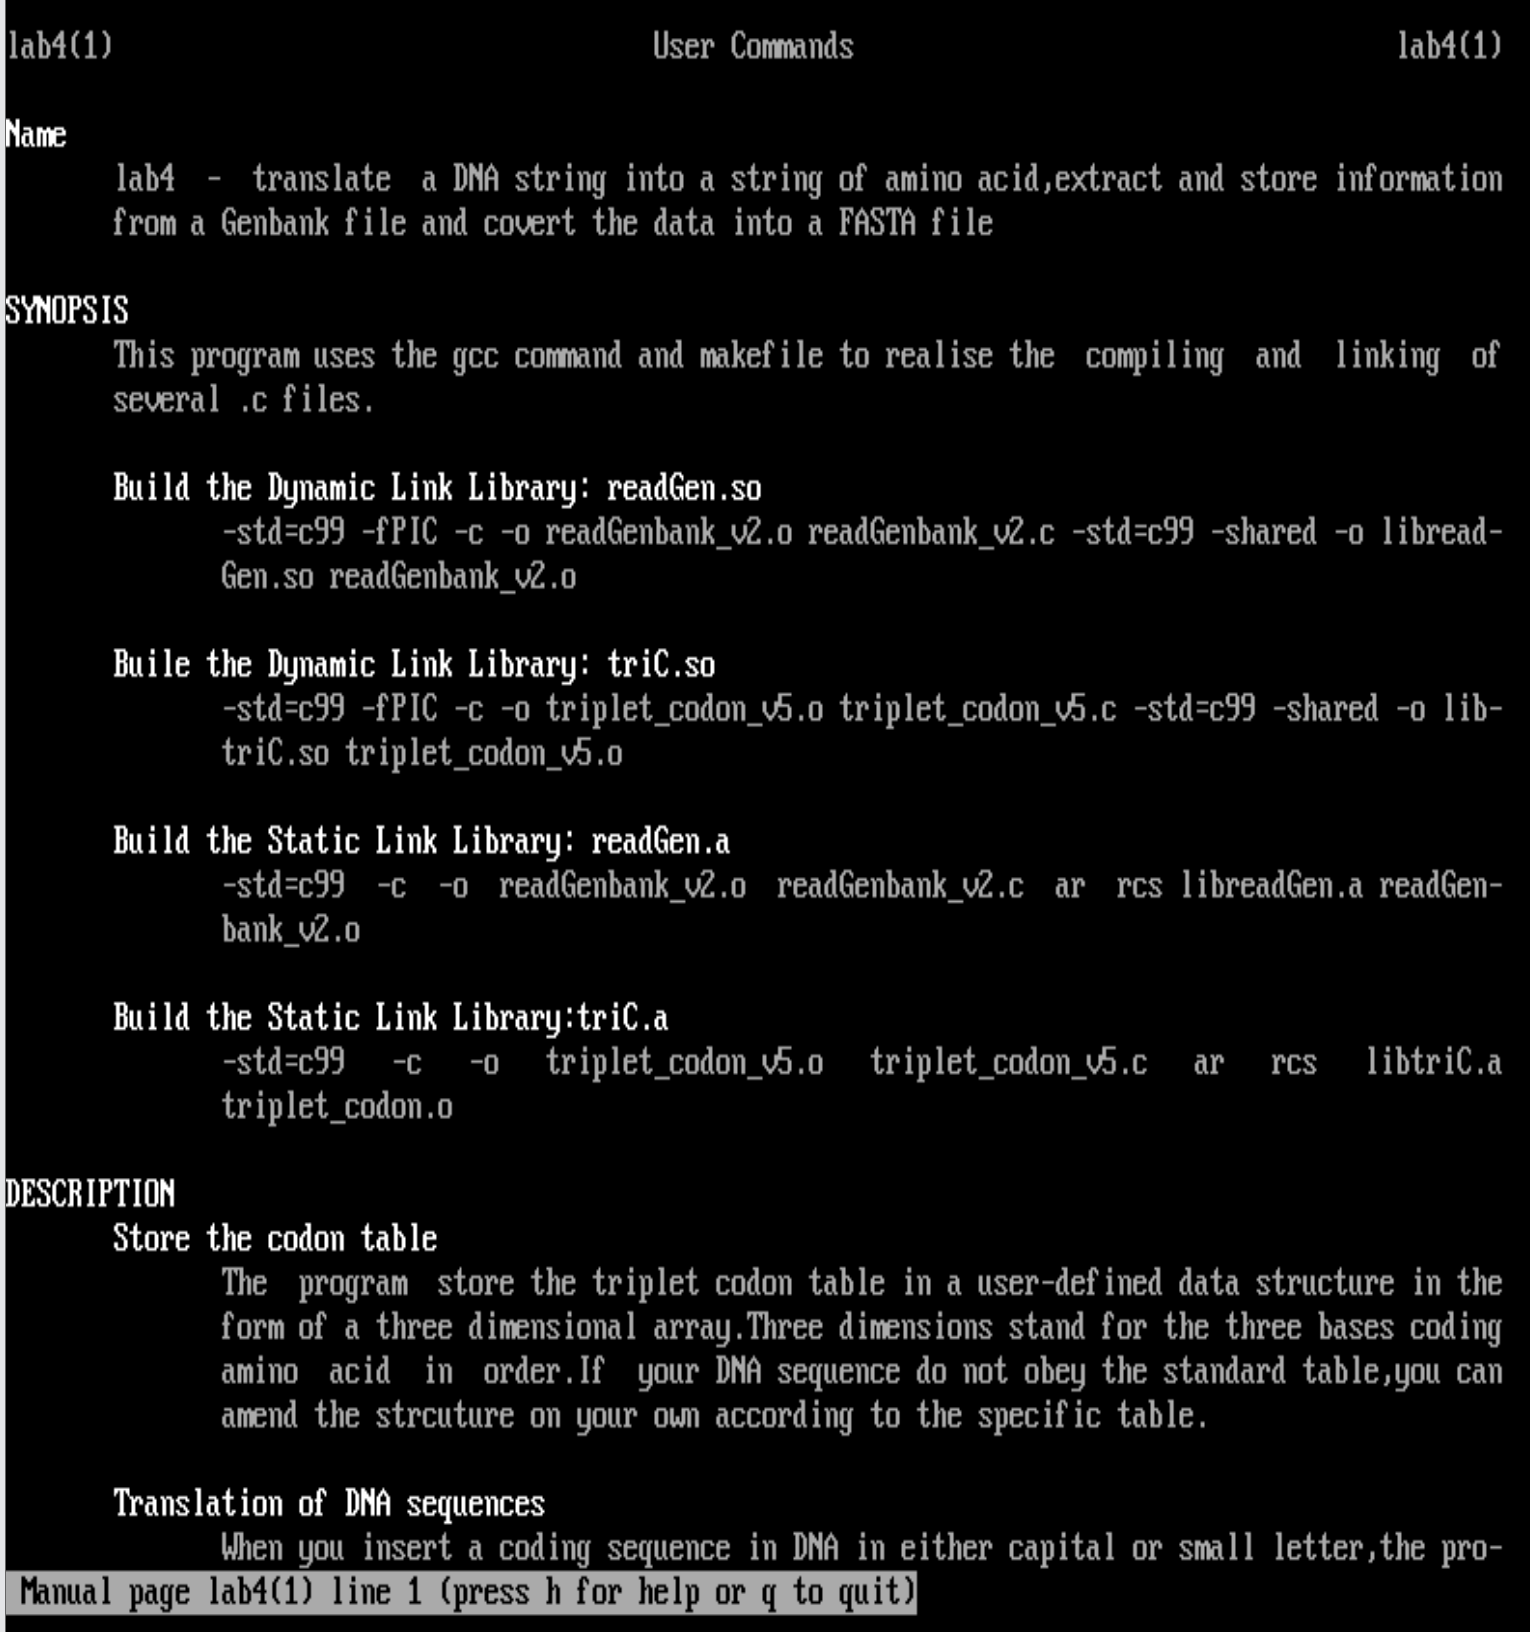 lab4(1) User Commands lab4(1)
Name
lab4 - translate a DNA string into a string of amino acid,extract and store information
from a Genbank file and covert the data into a FASTA file
SYNOPSIS
This program uses the gcc command and makefile to realise the compiling and linking of
several .c files.
Build the Dynamic Link Library: readGen.so
-std=c99 -fPIC -c -o readGenbank_v2.o readGenbank_v2.c -std=c99 -shared -o libread-
Gen.so readGenbank_v2.o
Buile the Dynamic Link Library: triC.so
-std=c99 -fPIC -c -o triplet_codon_v5.o triplet_codon_v5.c -std=c99 -shared -o lib-
triC.so triplet_codon_v5.o
Build the Static Link Library: readGen.a
-std=c99 -c -o readGenbank_v2.o readGenbank_v2.c ar rcs libreadGen.a readGen-
bank_v2.o
Build the Static Link Library:triC.a
-std=c99 -c -o triplet_codon_v5.o triplet_codon_v5.c ar rcs libtriC.a
triplet_codon.o
DESCRIPTION
Store the codon table
The program store the triplet codon table in a user-defined data structure in the
form of a three dimensional array.Three dimensions stand for the three bases coding
amino acid in order.If your DNA sequence do not obey the standard table,you can
amend the strcuture on your own according to the specific table.
Translation of DNA sequences
When you insert a coding sequence in DNA in either capital or small letter,the pro-
Manual page lab4(1) line 1 (press h for help or q to quit)